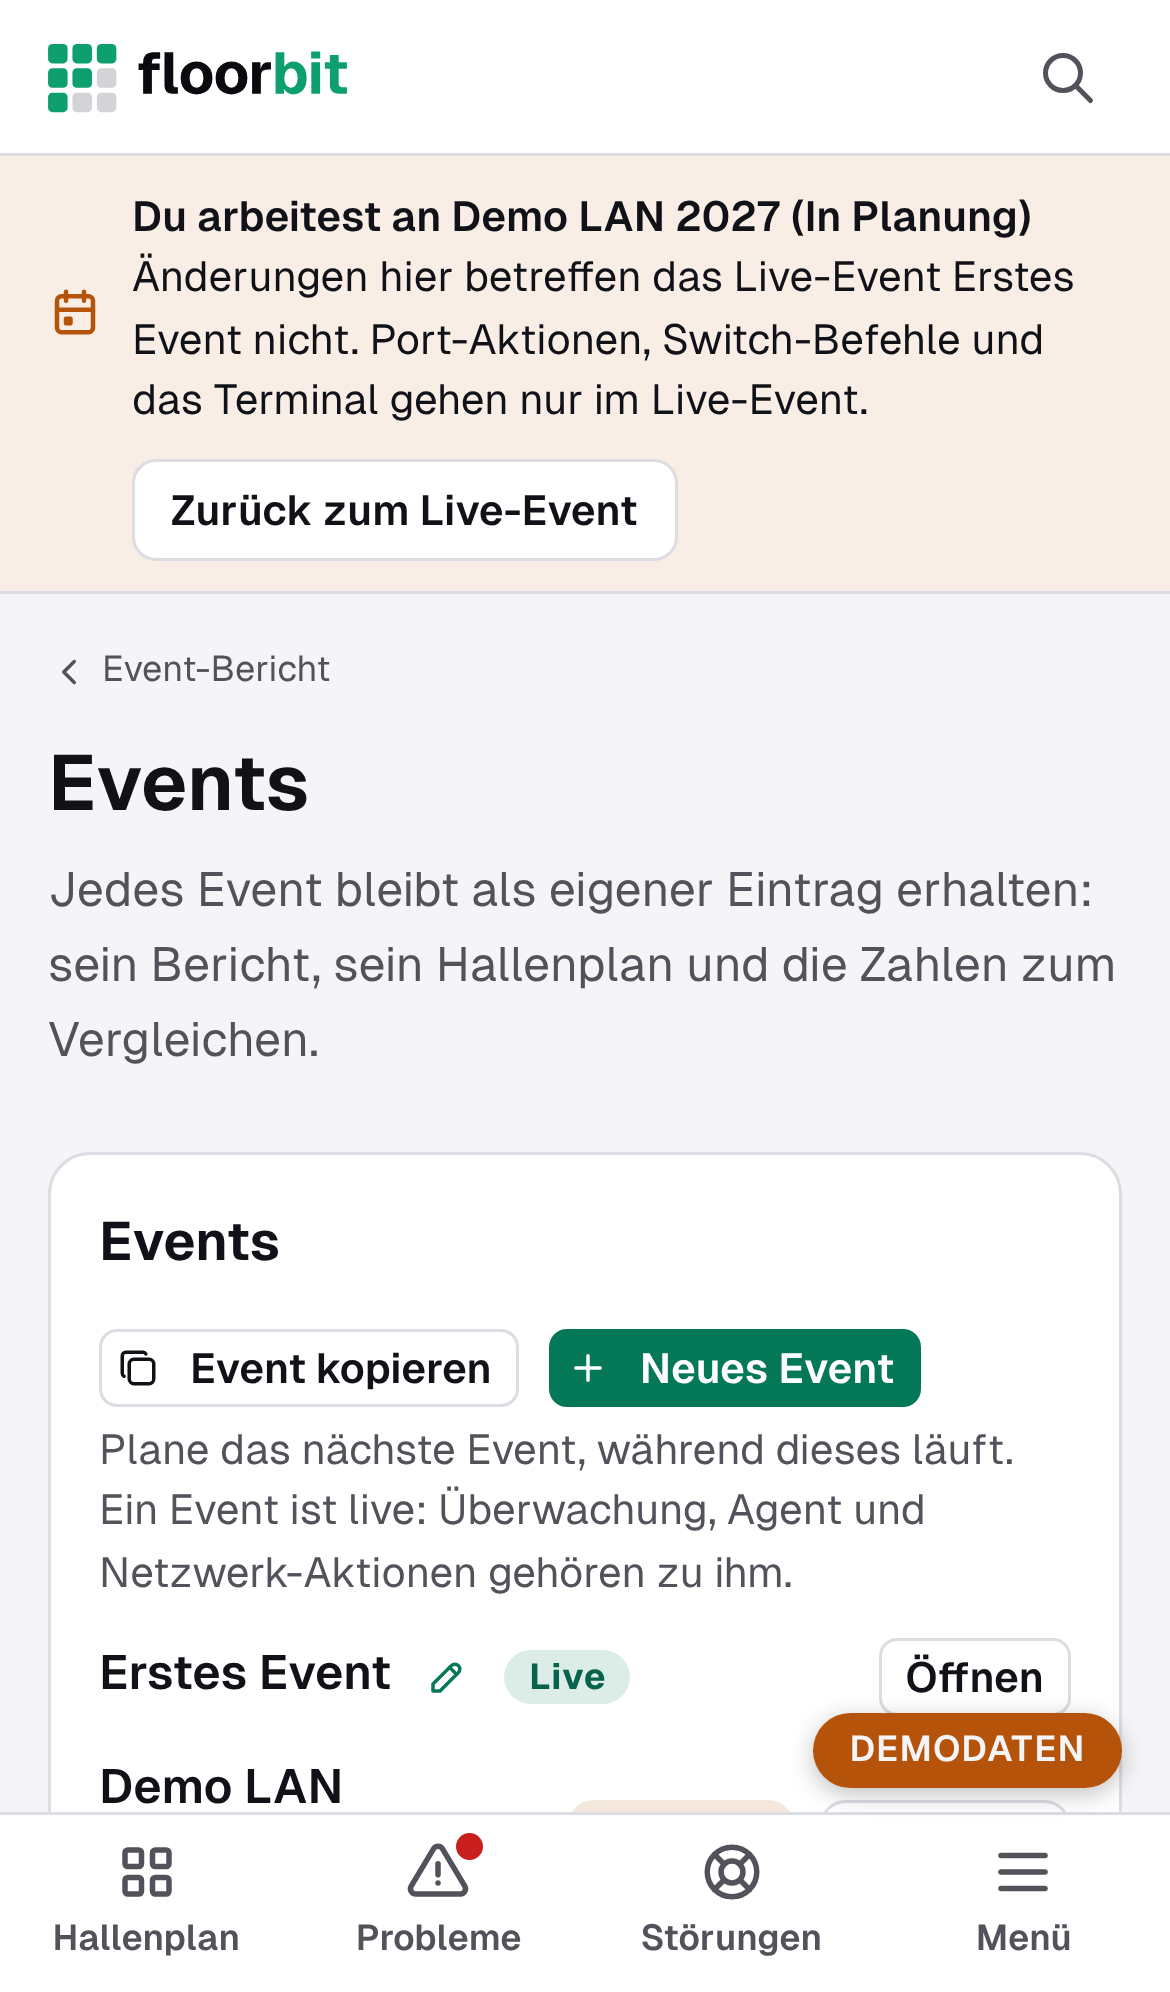 floorbit
Du arbeitest an Demo LAN 2027 (In Planung)
Änderungen hier betreffen das Live-Event Erstes
Event nicht. Port-Aktionen, Switch-Befehle und
das Terminal gehen nur im Live-Event.
Zurück zum Live-Event
Event-Bericht
Events
Jedes Event bleibt als eigener Eintrag erhalten:
sein Bericht, sein Hallenplan und die Zahlen zum
Vergleichen.
Events
Event kopieren
Neues Event
Plane das nächste Event, während dieses läuft.
Ein Event ist live: Überwachung, Agent und
Netzwerk-Aktionen gehören zu ihm.
Erstes Event
Live
Öffnen
DEMODATEN
Demo LAN
Hallenplan
Probleme
Störungen
Menü